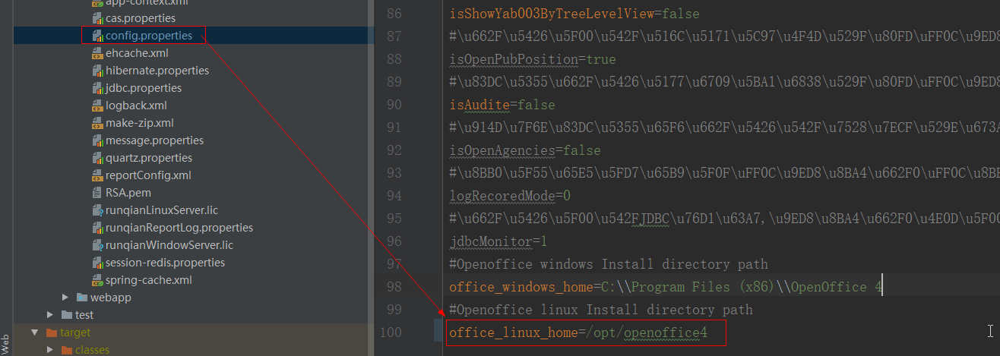 app-context.xml
cas.properties
config.properties
ehcache.xml
hibernate.properties
jdbc.properties
logback.xml
make-zip.xml
message.properties
quartz.properties
reportConfig.xml
RSA.pem
runqianLinuxServer.lic
runqianReportLog.properties
runqianWindowServer.lic
session-redis.properties
spring-cache.xml
webapp
test
target
classes
Web
86 isShowYab003ByTreeLevelView=false
87 #\u662F\u5426\u5F00\u542F\u516C\u5171\u5C97\u4F4D\u529F\u80FD\uFF0C\u9ED8
88 isOpenPubPosition=true
89 #\u83DC\u5355\u662F\u5426\u5177\u6709\u5BA1\u6838\u529F\u80FD\uFF0C\u9ED8
90 isAudite=false
91 #\u914D\u7F6E\u83DC\u5355\u65F6\u662F\u5426\u542F\u7528\u7ECF\u529E\u673A
92 isOpenAgencies=false
93 #\u8BB0\u5F55\u65E5\u5FD7\u65B9\u5F0F\uFF0C\u9ED8\u8BA4\u662F0\uFF0C\u8BB
94 logRecoredMode=0
95 #\u662F\u5426\u5F00\u542FJDBC\u76D1\u63A7,\u9ED8\u8BA4\u662F0\u4E0D\u5F00
96 jdbcMonitor=1
97 #Openoffice windows Install directory path
98 office_windows_home=C:\\Program Files (x86)\\OpenOffice 4
99 #Openoffice linux Install directory path
100 office_linux_home=/opt/openoffice4